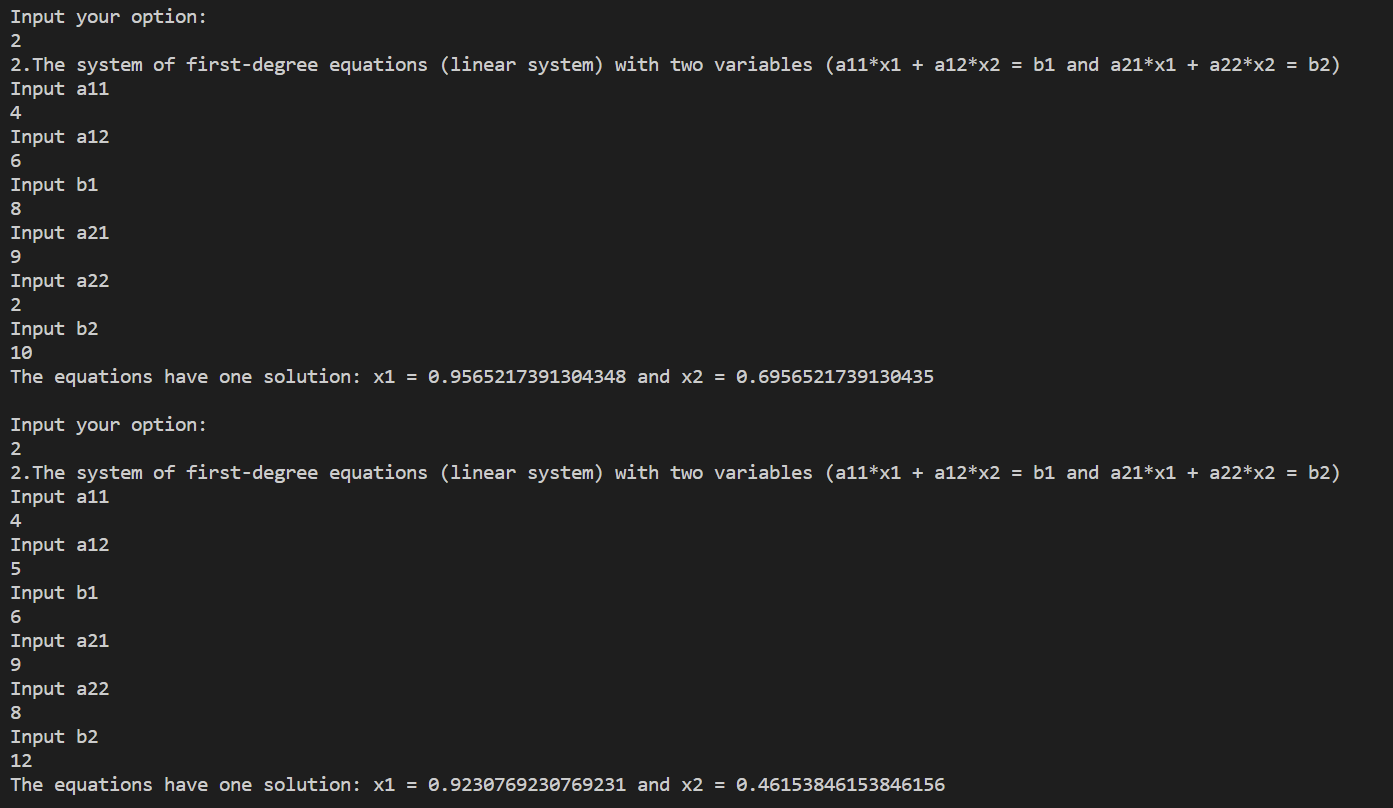 Input your option:
2
2.The system of first-degree equations (linear system) with two variables (a11*x1 + a12*x2 = b1 and a21*x1 + a22*x2 = b2)
Input a11
4
Input a12
6
Input b1
8
Input a21
9
Input a22
2
Input b2
10
The equations have one solution: x1 = 0.9565217391304348 and x2 = 0.6956521739130435
Input your option:
2
2.The system of first-degree equations (linear system) with two variables (a11*x1 + a12*x2 = b1 and a21*x1 + a22*x2 = b2)
Input a11
4
Input a12
5
Input b1
6
Input a21
9
Input a22
8
Input b2
12
The equations have one solution: x1 = 0.9230769230769231 and x2 = 0.46153846153846156